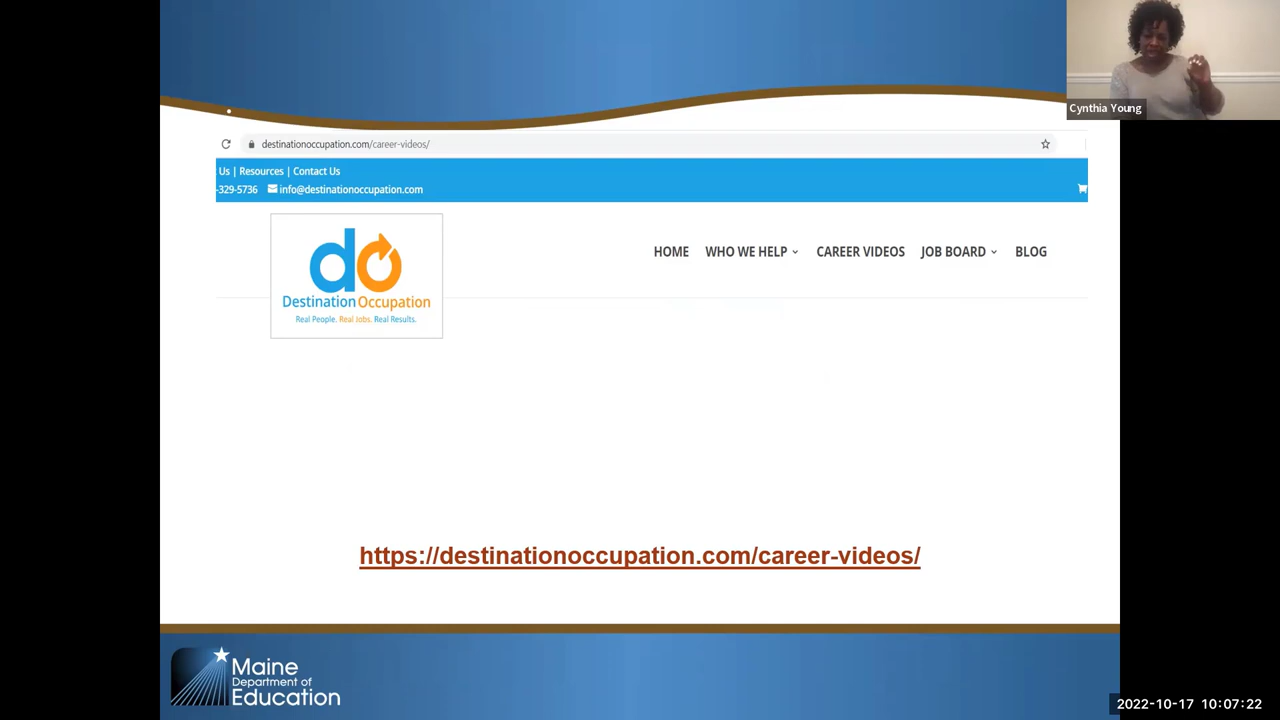 Cynthia Young
destinationoccupation.com/career-videos/
Us | Resources | Contact Us
-329-5736 info@destinationoccupation.com
do
Destination Occupation
Real People. Real Jobs. Real Results.
HOME WHO WE HELP CAREER VIDEOS JOB BOARD BLOG
https://destinationoccupation.com/career-videos/
Maine
Department of
Education
2022-10-17 10:07:22